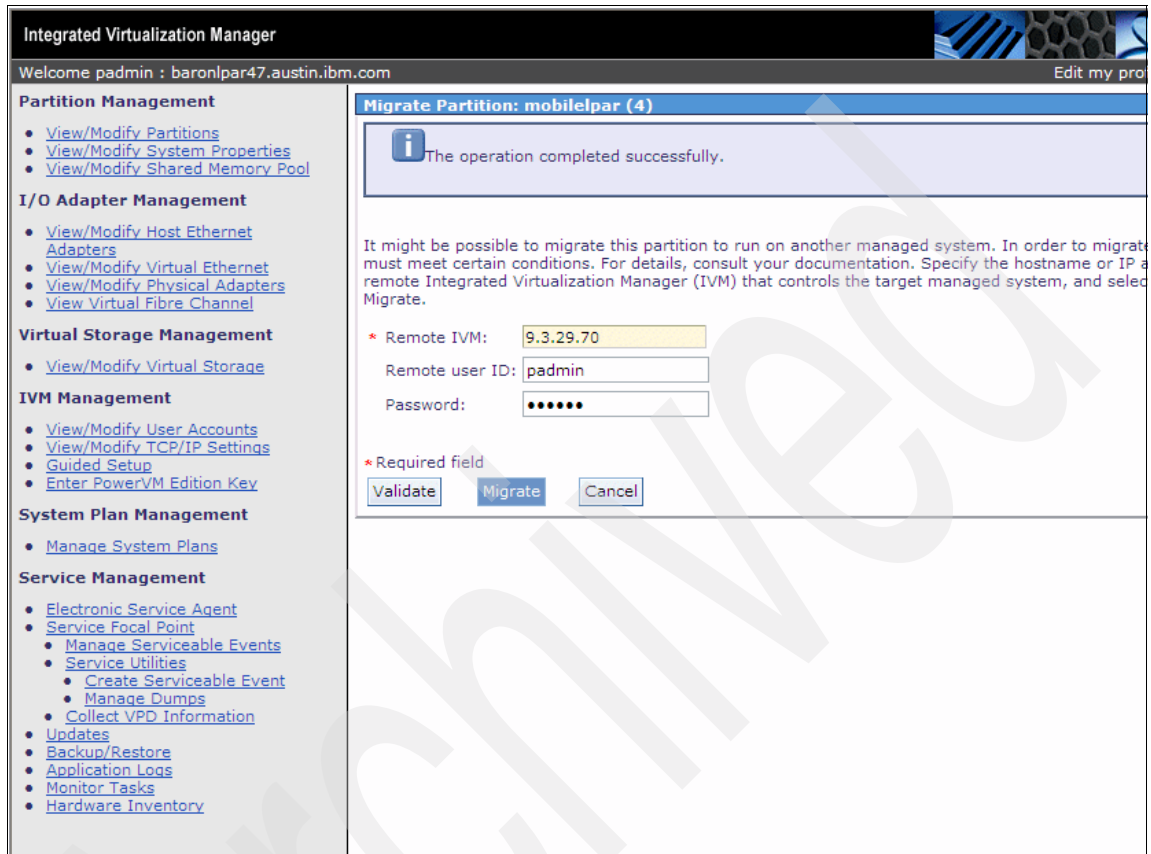 Integrated Virtualization Manager
Welcome padmin : baronlpar47.austin.ibm.com
Edit my pro
Partition Management
View/Modify Partitions
View/Modify System Properties
View/Modify Shared Memory Pool
I/O Adapter Management
View/Modify Host Ethernet
Adapters
View/Modify Virtual Ethernet
View/Modify Physical Adapters
View Virtual Fibre Channel
Virtual Storage Management
View/Modify Virtual Storage
IVM Management
View/Modify User Accounts
View/Modify TCP/IP Settings
Guided Setup
Enter PowerVM Edition Key
System Plan Management
Manage System Plans
Service Management
Electronic Service Agent
Service Focal Point
Manage Serviceable Events
Service Utilities
Create Serviceable Event
Manage Dumps
Collect VPD Information
Updates
Backup/Restore
Application Logs
Monitor Tasks
Hardware Inventory
Migrate Partition: mobilelpar (4)
i
The operation completed successfully.
It might be possible to migrate this partition to run on another managed system. In order to migrate
must meet certain conditions. For details, consult your documentation. Specify the hostname or IP a
remote Integrated Virtualization Manager (IVM) that controls the target managed system, and selec
Migrate.
* Remote IVM: 9.3.29.70
Remote user ID: padmin
Password: ••••••
* Required field
Validate Migrate Cancel
rchived